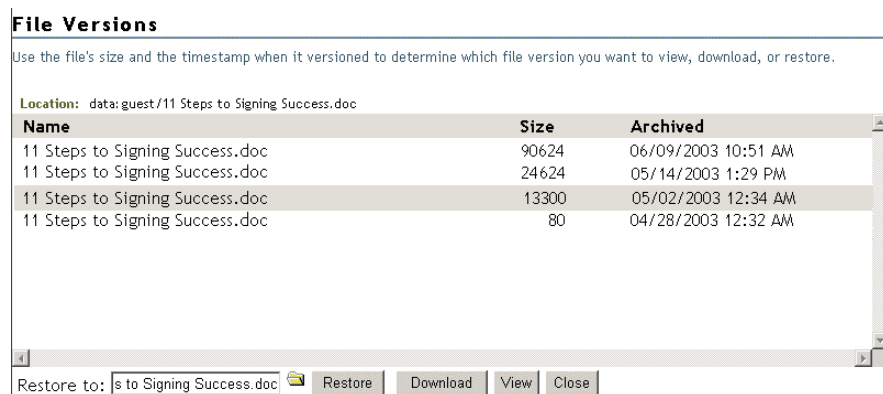 File Versions
Use the file's size and the timestamp when it versioned to determine which file version you want to view, download, or restore.
Location: data:guest/11 Steps to Signing Success.doc
Name Size Archived
11 Steps to Signing Success.doc 90624 06/09/2003 10:51 AM
11 Steps to Signing Success.doc 24624 05/14/2003 1:29 PM
11 Steps to Signing Success.doc 13300 05/02/2003 12:34 AM
11 Steps to Signing Success.doc 80 04/28/2003 12:32 AM
Restore to: s to Signing Success.doc Restore Download View Close